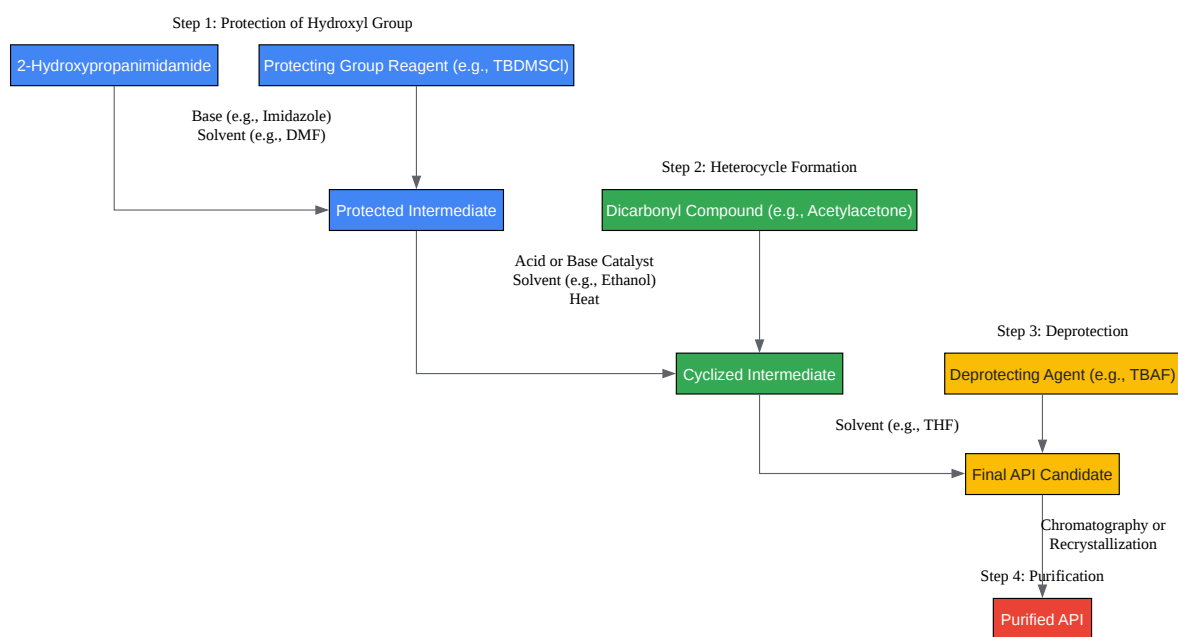 Step 1: Protection of Hydroxyl Group
2-Hydroxypropanimidamide
Protecting Group Reagent (e.g., TBDMSCl)
Base (e.g., Imidazole)
Solvent (e.g., DMF)
Step 2: Heterocycle Formation
Protected Intermediate
Dicarbonyl Compound (e.g., Acetylacetone)
Acid or Base Catalyst
Solvent (e.g., Ethanol)
Heat
Step 3: Deprotection
Cyclized Intermediate
Deprotecting Agent (e.g., TBAF)
Solvent (e.g., THF)
Final API Candidate
Chromatography or
Recrystallization
Step 4: Purification
Purified API